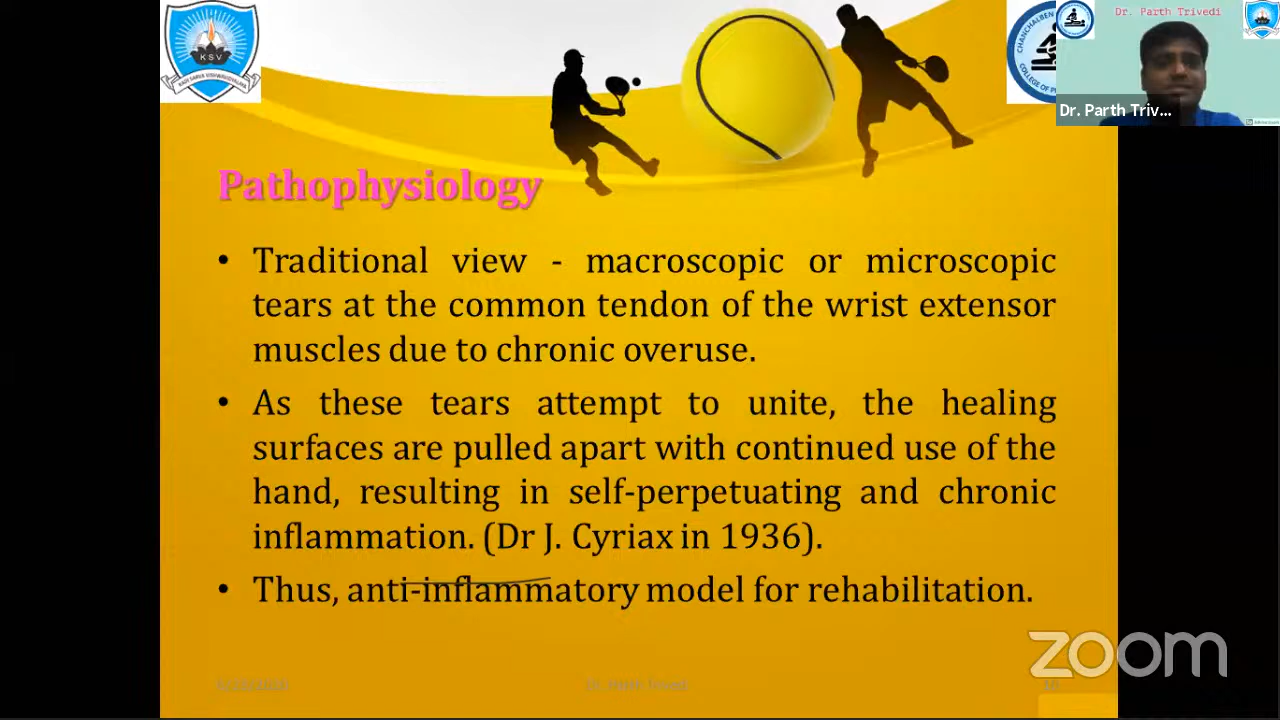 KSV
Dr. Parth Trivedi
Dr. Parth Triv...
Pathophysiology
• Traditional view - macroscopic or microscopic
tears at the common tendon of the wrist extensor
muscles due to chronic overuse.
• As these tears attempt to unite, the healing
surfaces are pulled apart with continued use of the
hand, resulting in self-perpetuating and chronic
inflammation. (Dr J. Cyriax in 1936).
• Thus, anti-inflammatory model for rehabilitation.
zoom